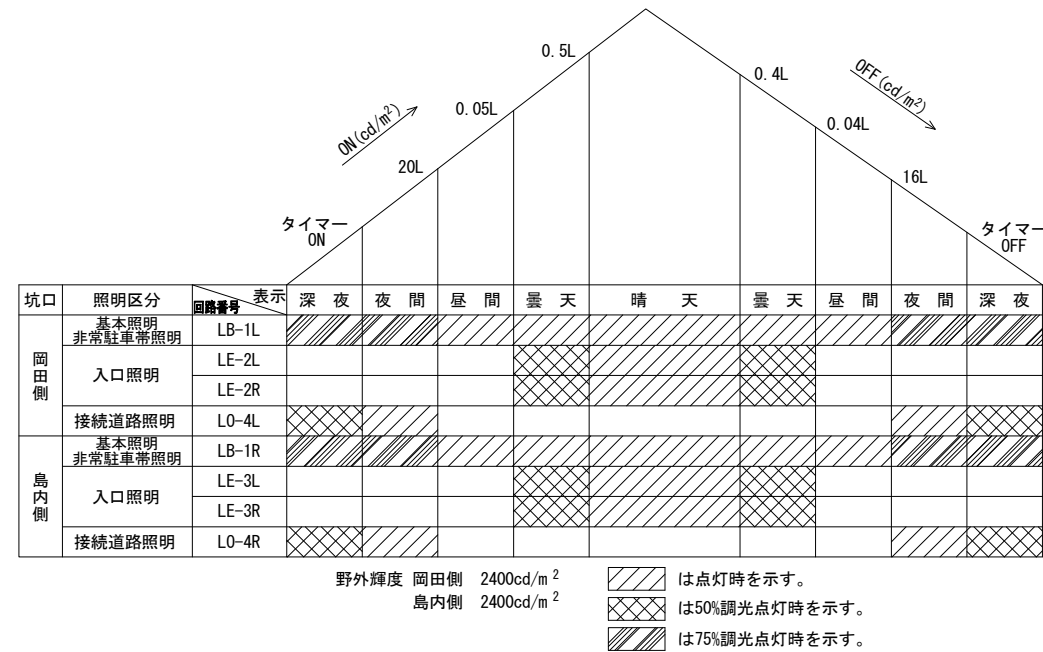 0.5L
0.4L
OFF(cd/m²)
0.05L
0.04L
ON(cd/m²)
20L
16L
タイマー
ON
タイマー
OFF
坑口 照明区分 表示 回路番号 深夜 夜間 昼間 曇天 晴天 曇天 昼間 夜間 深夜
岡田側
基本照明
非常駐車帯照明 LB-1L
入口照明 LE-2L
LE-2R
接続道路照明 LO-4L
島内側
基本照明
非常駐車帯照明 LB-1R
入口照明 LE-3L
LE-3R
接続道路照明 LO-4R
野外輝度 岡田側 2400cd/m²
島内側 2400cd/m²
は点灯時を示す。
は50%調光点灯時を示す。
は75%調光点灯時を示す。